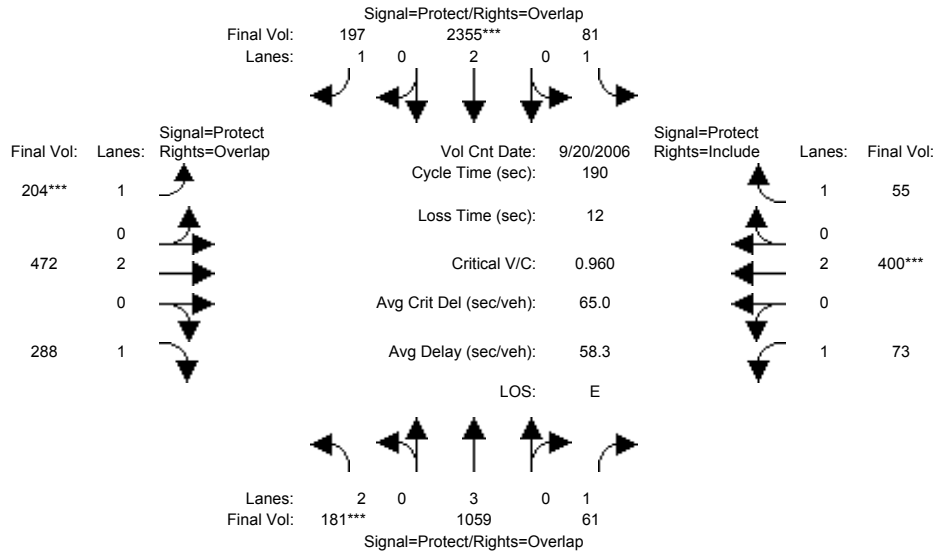 Signal=Protect/Rights=Overlap
Final Vol: 197 2355*** 81
Lanes: 1 0 2 0 1
Signal=Protect
Final Vol: Lanes: Rights=Overlap
Vol Cnt Date: 9/20/2006
Signal=Protect
Rights=Include Lanes: Final Vol:
Cycle Time (sec): 190
204*** 1
1 55
Loss Time (sec): 12
0
0
472 2
Critical V/C: 0.960
2 400***
0
Avg Crit Del (sec/veh): 65.0
0
288 1
Avg Delay (sec/veh): 58.3
1 73
LOS: E
Lanes: 2 0 3 0 1
Final Vol: 181*** 1059 61
Signal=Protect/Rights=Overlap